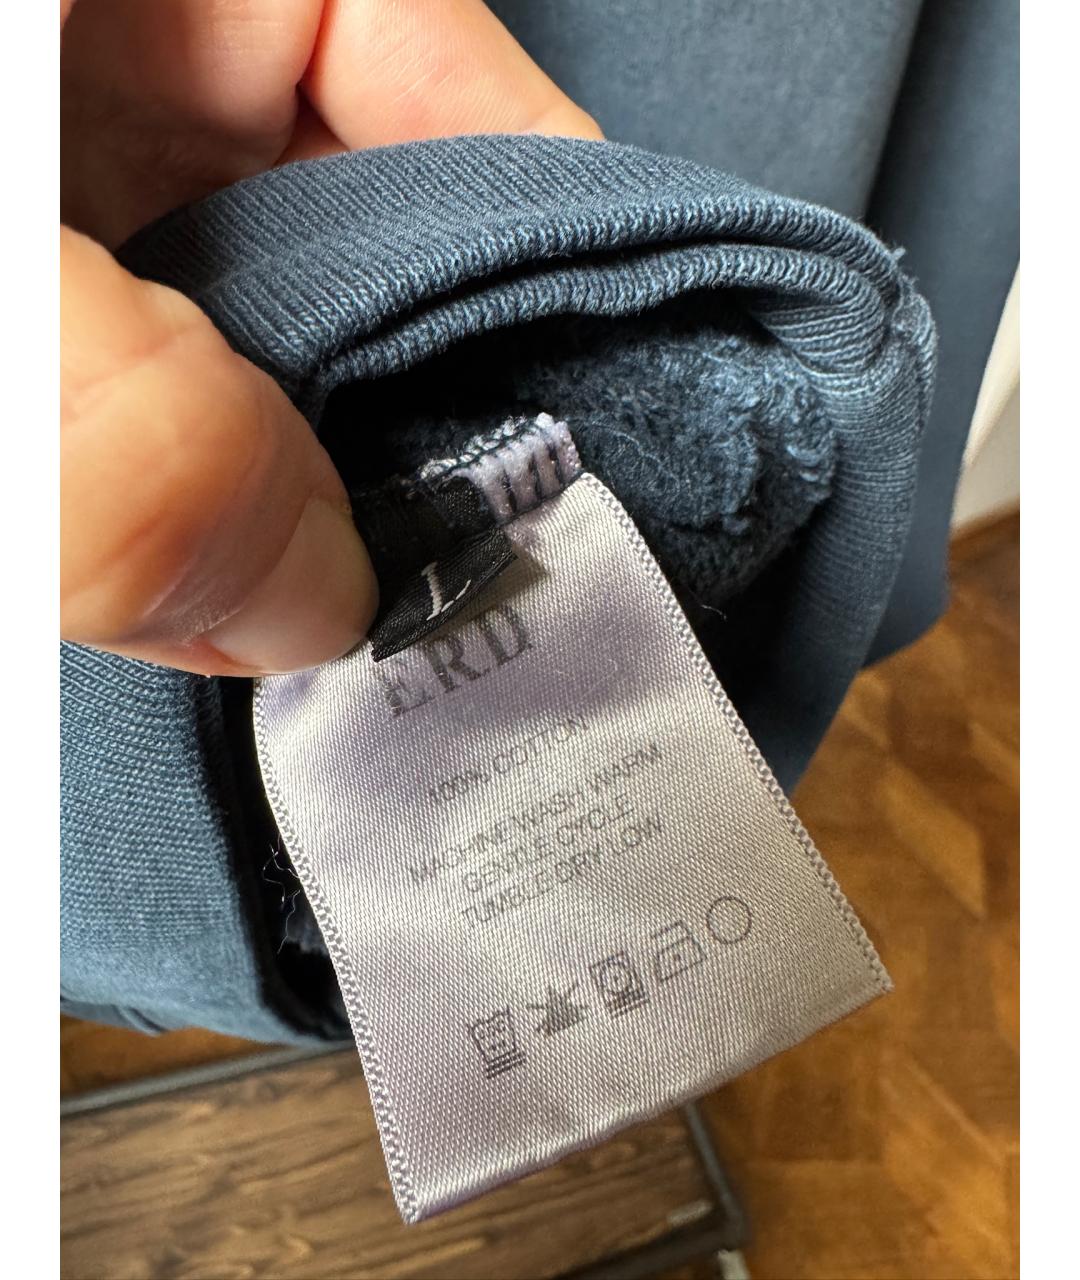 L
ERD
100% COTTON
MACHINE WASH WARM
GENTLE CYCLE
TUMBLE DRY LOW